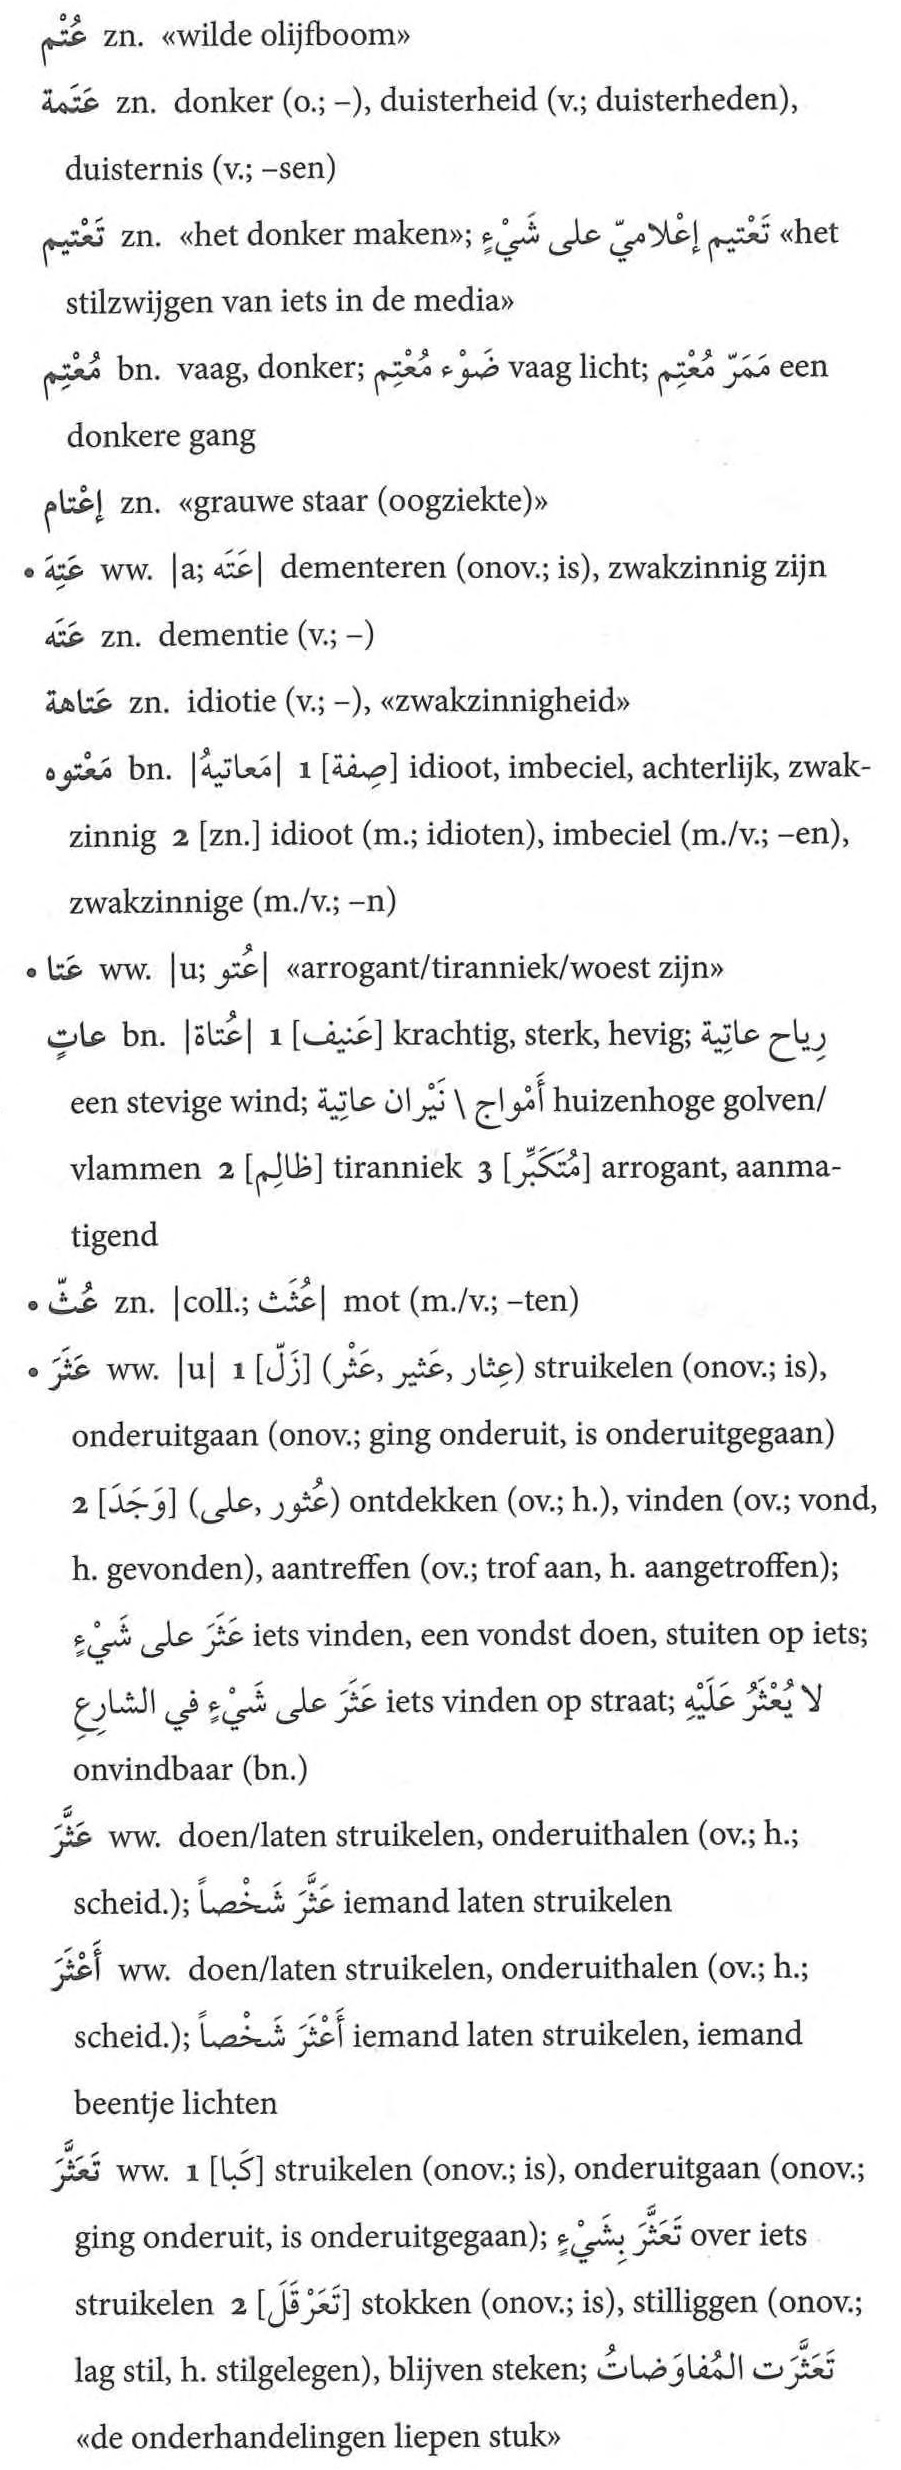 عُتْم zn. «wilde olijfboom»
عَتَمة zn. donker (o.; –), duisterheid (v.; duisterheden),
duisternis (v.; –sen)
تَعْتيم zn. «het donker maken»; تَعْتيم إعْلاميّ على شَيْءٍ «het
stilzwijgen van iets in de media»
مُعْتِم bn. vaag, donker; ضَوْء مُعْتِم vaag licht; مَمَرّ مُعْتِم een
donkere gang
إعْتام zn. «grauwe staar (oogziekte)»
• عَتِهَ ww. |a; عَتَه| dementeren (onov.; is), zwakzinnig zijn
عَتَه zn. dementie (v.; –)
عَتاهة zn. idiotie (v.; –), «zwakzinnigheid»
مَعْتوه bn. |مَعاتيهُ| 1 [صِفة] idioot, imbeciel, achterlijk, zwak-
zinnig 2 [zn.] idioot (m.; idioten), imbeciel (m./v.; –en),
zwakzinnige (m./v.; –n)
• عَتا ww. |u; عُتو| «arrogant/tiranniek/woest zijn»
عاتٍ bn. |عُتاة| 1 [عَنيف] krachtig, sterk, hevig; رِياح عاتِية
een stevige wind; أَمْواج \ نَيْران عاتِية huizenhoge golven/
vlammen 2 [ظالِم] tiranniek 3 [مُتَكَبِّر] arrogant, aanma-
tigend
• عُثّ zn. |coll.; عُثَث| mot (m./v.; –ten)
• عَثَرَ ww. |u| 1 [زَلّ] (عِثار, عَثير, عَثْر) struikelen (onov.; is),
onderuitgaan (onov.; ging onderuit, is onderuitgegaan)
2 [وَجَدَ] (عُثور, على) ontdekken (ov.; h.), vinden (ov.; vond,
h. gevonden), aantreffen (ov.; trof aan, h. aangetroffen);
عَثَرَ على شَيْءٍ iets vinden, een vondst doen, stuiten op iets;
عَثَرَ على شَيْءٍ في الشارِعِ iets vinden op straat; لا يُعْثَرُ عَلَيْهِ
onvindbaar (bn.)
عَثَّرَ ww. doen/laten struikelen, onderuithalen (ov.; h.;
scheid.); عَثَّرَ شَخْصاً iemand laten struikelen
أَعْثَرَ ww. doen/laten struikelen, onderuithalen (ov.; h.;
scheid.); أَعْثَرَ شَخْصاً iemand laten struikelen, iemand
beentje lichten
تَعَثَّرَ ww. 1 [كَبا] struikelen (onov.; is), onderuitgaan (onov.;
ging onderuit, is onderuitgegaan); تَعَثَّرَ بِشَيْءٍ over iets
struikelen 2 [تَعَرْقَلَ] stokken (onov.; is), stilliggen (onov.;
lag stil, h. stilgelegen), blijven steken; تَعَثَّرَت المُفاوَضاتُ
«de onderhandelingen liepen stuk»